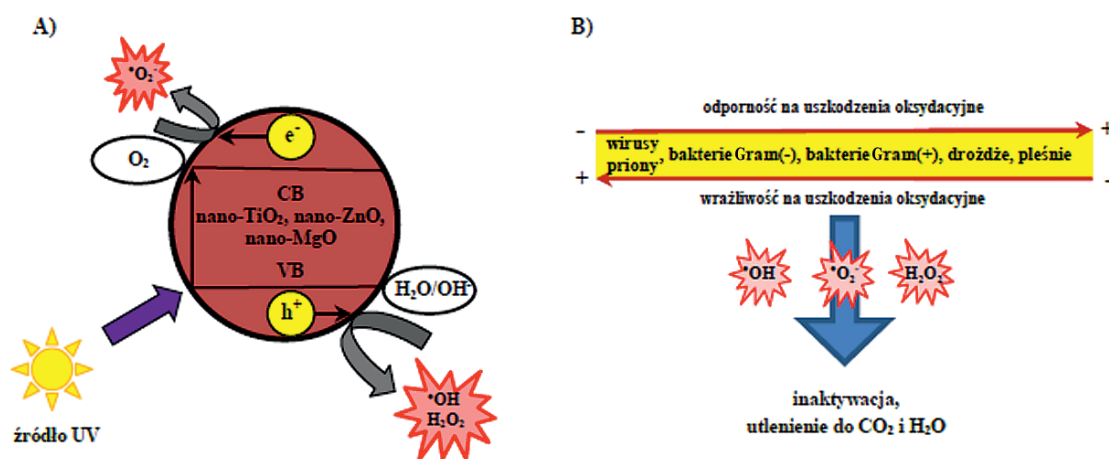 A)
•O₂⁻
e⁻
O₂
CB
nano-TiO₂, nano-ZnO,
nano-MgO
VB
H₂O/OH⁻
h⁺
•OH
H₂O₂
źródło UV
B)
odporność na uszkodzenia oksydacyjne
- +
wirusy
priony, bakterie Gram(-), bakterie Gram(+), drożdże, pleśnie
+ -
wrażliwość na uszkodzenia oksydacyjne
•OH •O₂⁻ H₂O₂
inaktywacja,
utlenienie do CO₂ i H₂O